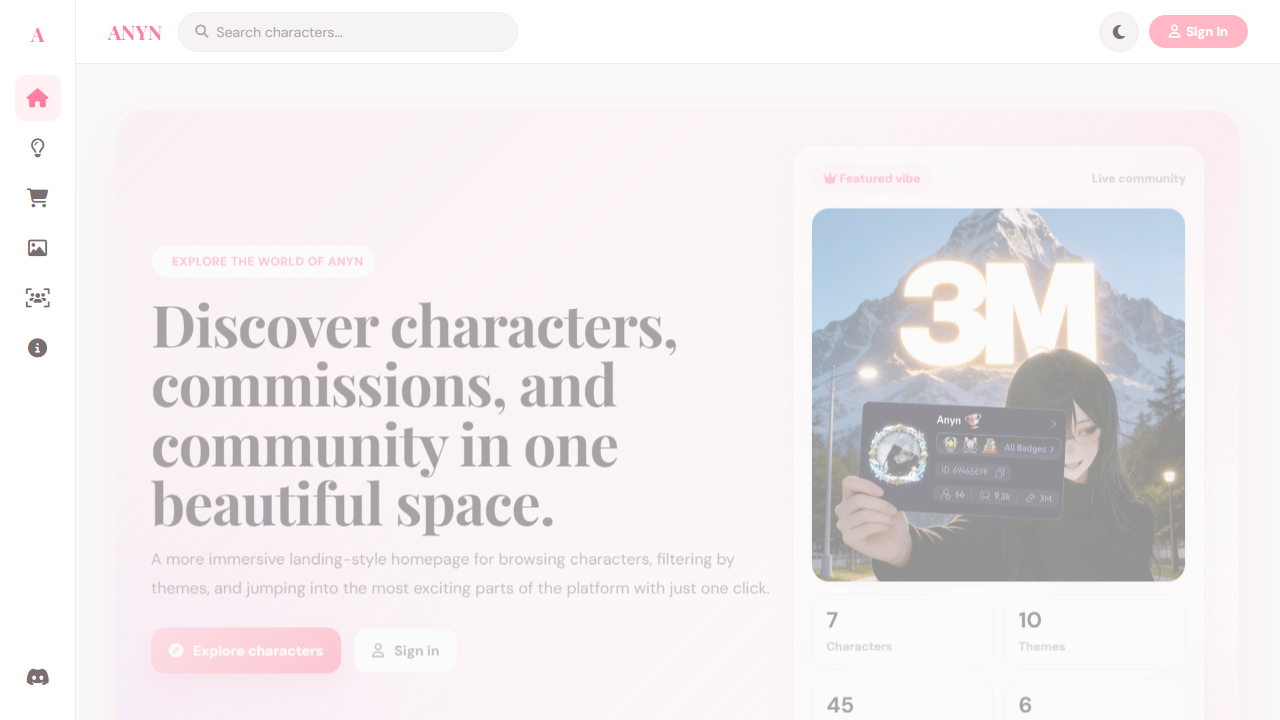 A
ANYN
Search characters...
Sign In
Featured vibe
Live community
EXPLORE THE WORLD OF ANYN
Discover characters,
commissions, and
community in one
beautiful space.
A more immersive landing-style homepage for browsing characters, filtering by
themes, and jumping into the most exciting parts of the platform with just one click.
Explore characters
Sign in
3M
Anyn
All Badges >
ID: 69465698
66
9.3k
3M
7
Characters
10
Themes
45
6